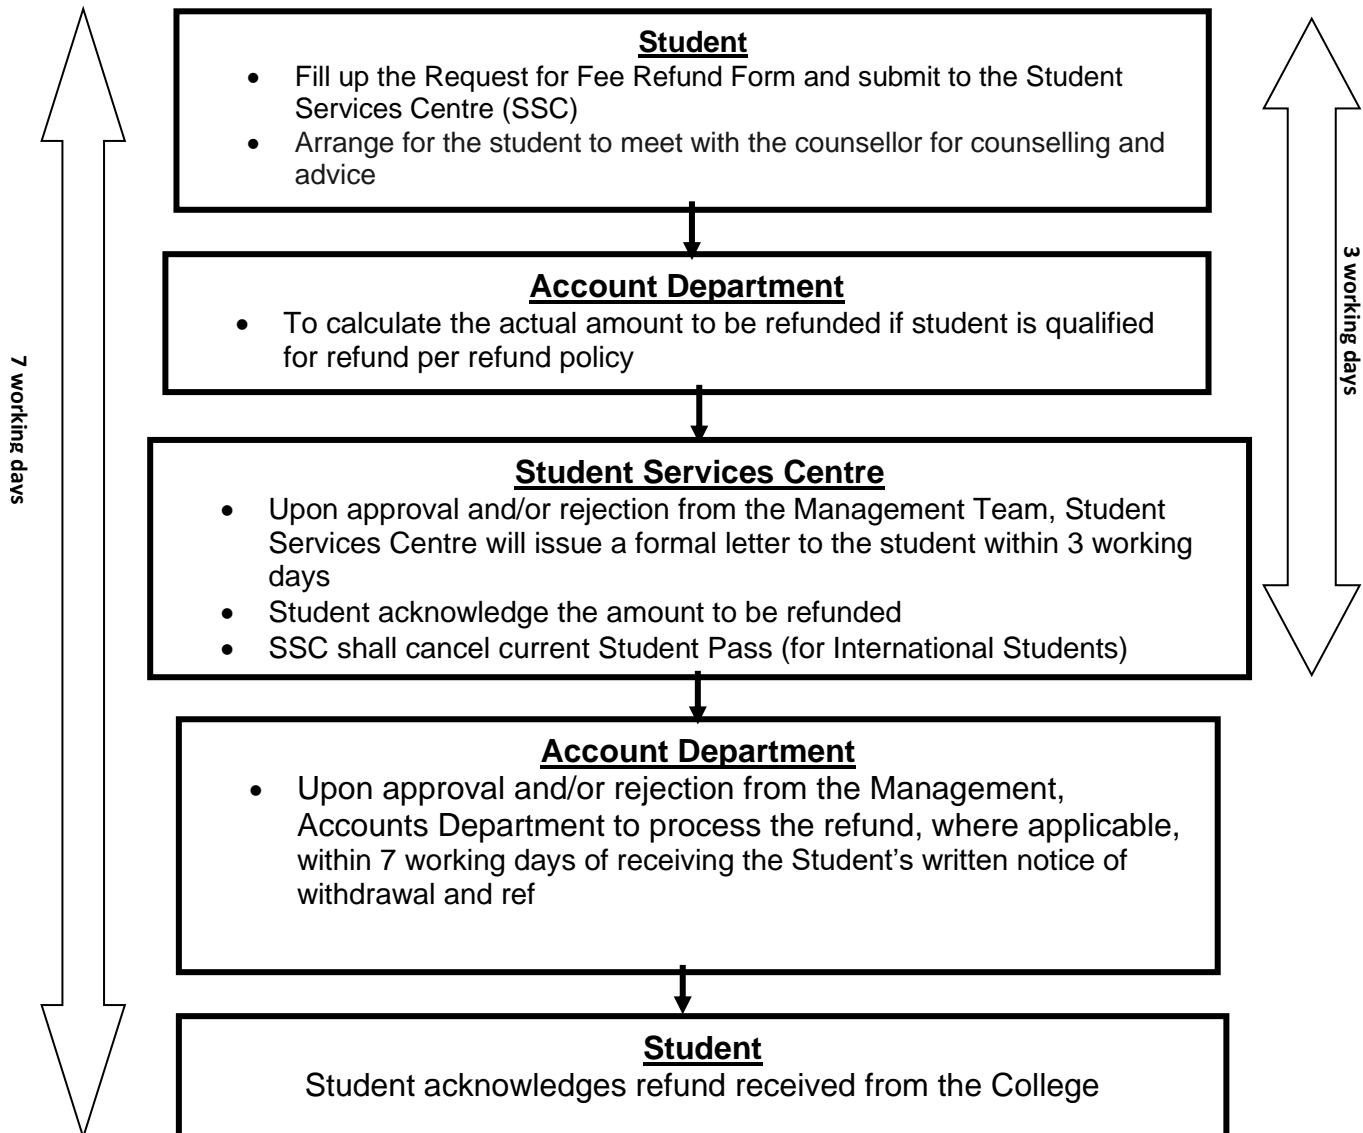 Student
• Fill up the Request for Fee Refund Form and submit to the Student
Services Centre (SSC)
• Arrange for the student to meet with the counsellor for counselling and
advice
Account Department
• To calculate the actual amount to be refunded if student is qualified
for refund per refund policy
Student Services Centre
• Upon approval and/or rejection from the Management Team, Student
Services Centre will issue a formal letter to the student within 3 working
days
• Student acknowledge the amount to be refunded
• SSC shall cancel current Student Pass (for International Students)
Account Department
• Upon approval and/or rejection from the Management,
Accounts Department to process the refund, where applicable,
within 7 working days of receiving the Student’s written notice of
withdrawal and ref
Student
Student acknowledges refund received from the College
7 working days
3 working days